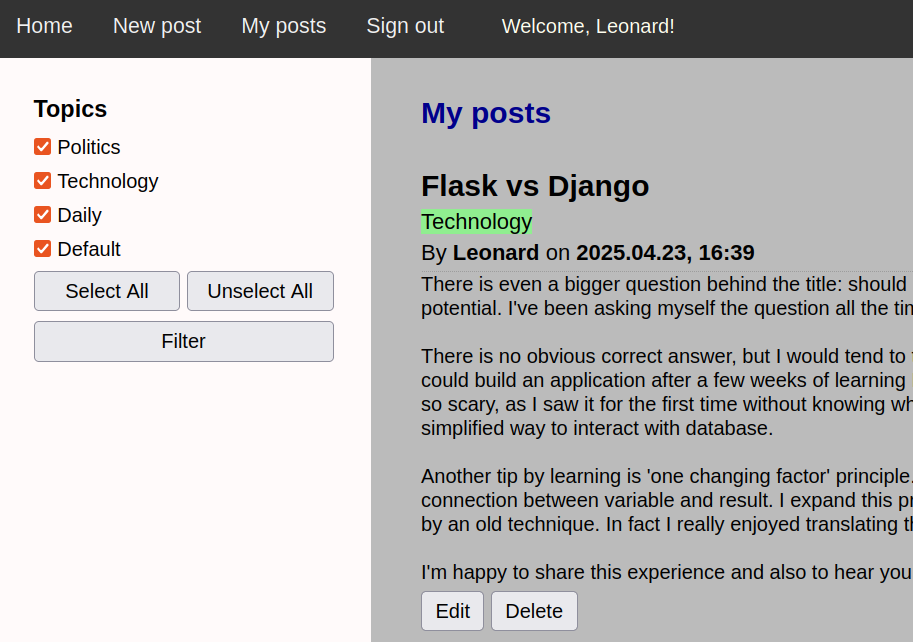 Home New post My posts Sign out Welcome, Leonard!
Topics
Politics
Technology
Daily
Default
Select All Unselect All
Filter
My posts
Flask vs Django
Technology
By Leonard on 2025.04.23, 16:39
There is even a bigger question behind the title: should
potential. I've been asking myself the question all the
There is no obvious correct answer, but I would tend to
could build an application after a few weeks of learning
so scary, as I saw it for the first time without knowing
simplified way to interact with database.
Another tip by learning is 'one changing factor' principle.
connection between variable and result. I expand this
by an old technique. In fact I really enjoyed translating
I'm happy to share this experience and also to hear you
Edit Delete